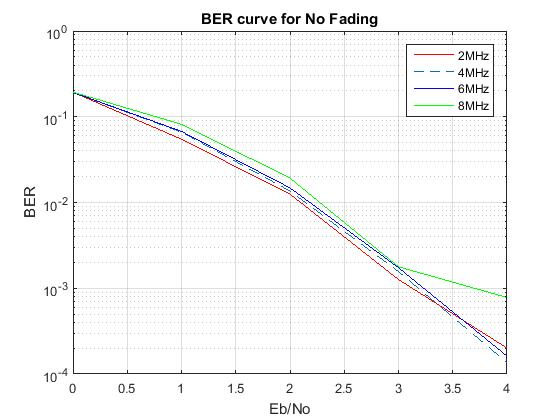 BER curve for No Fading
10^0
10^-1
10^-2
10^-3
10^-4
BER
2MHz
4MHz
6MHz
8MHz
0 0.5 1 1.5 2 2.5 3 3.5 4
Eb/No